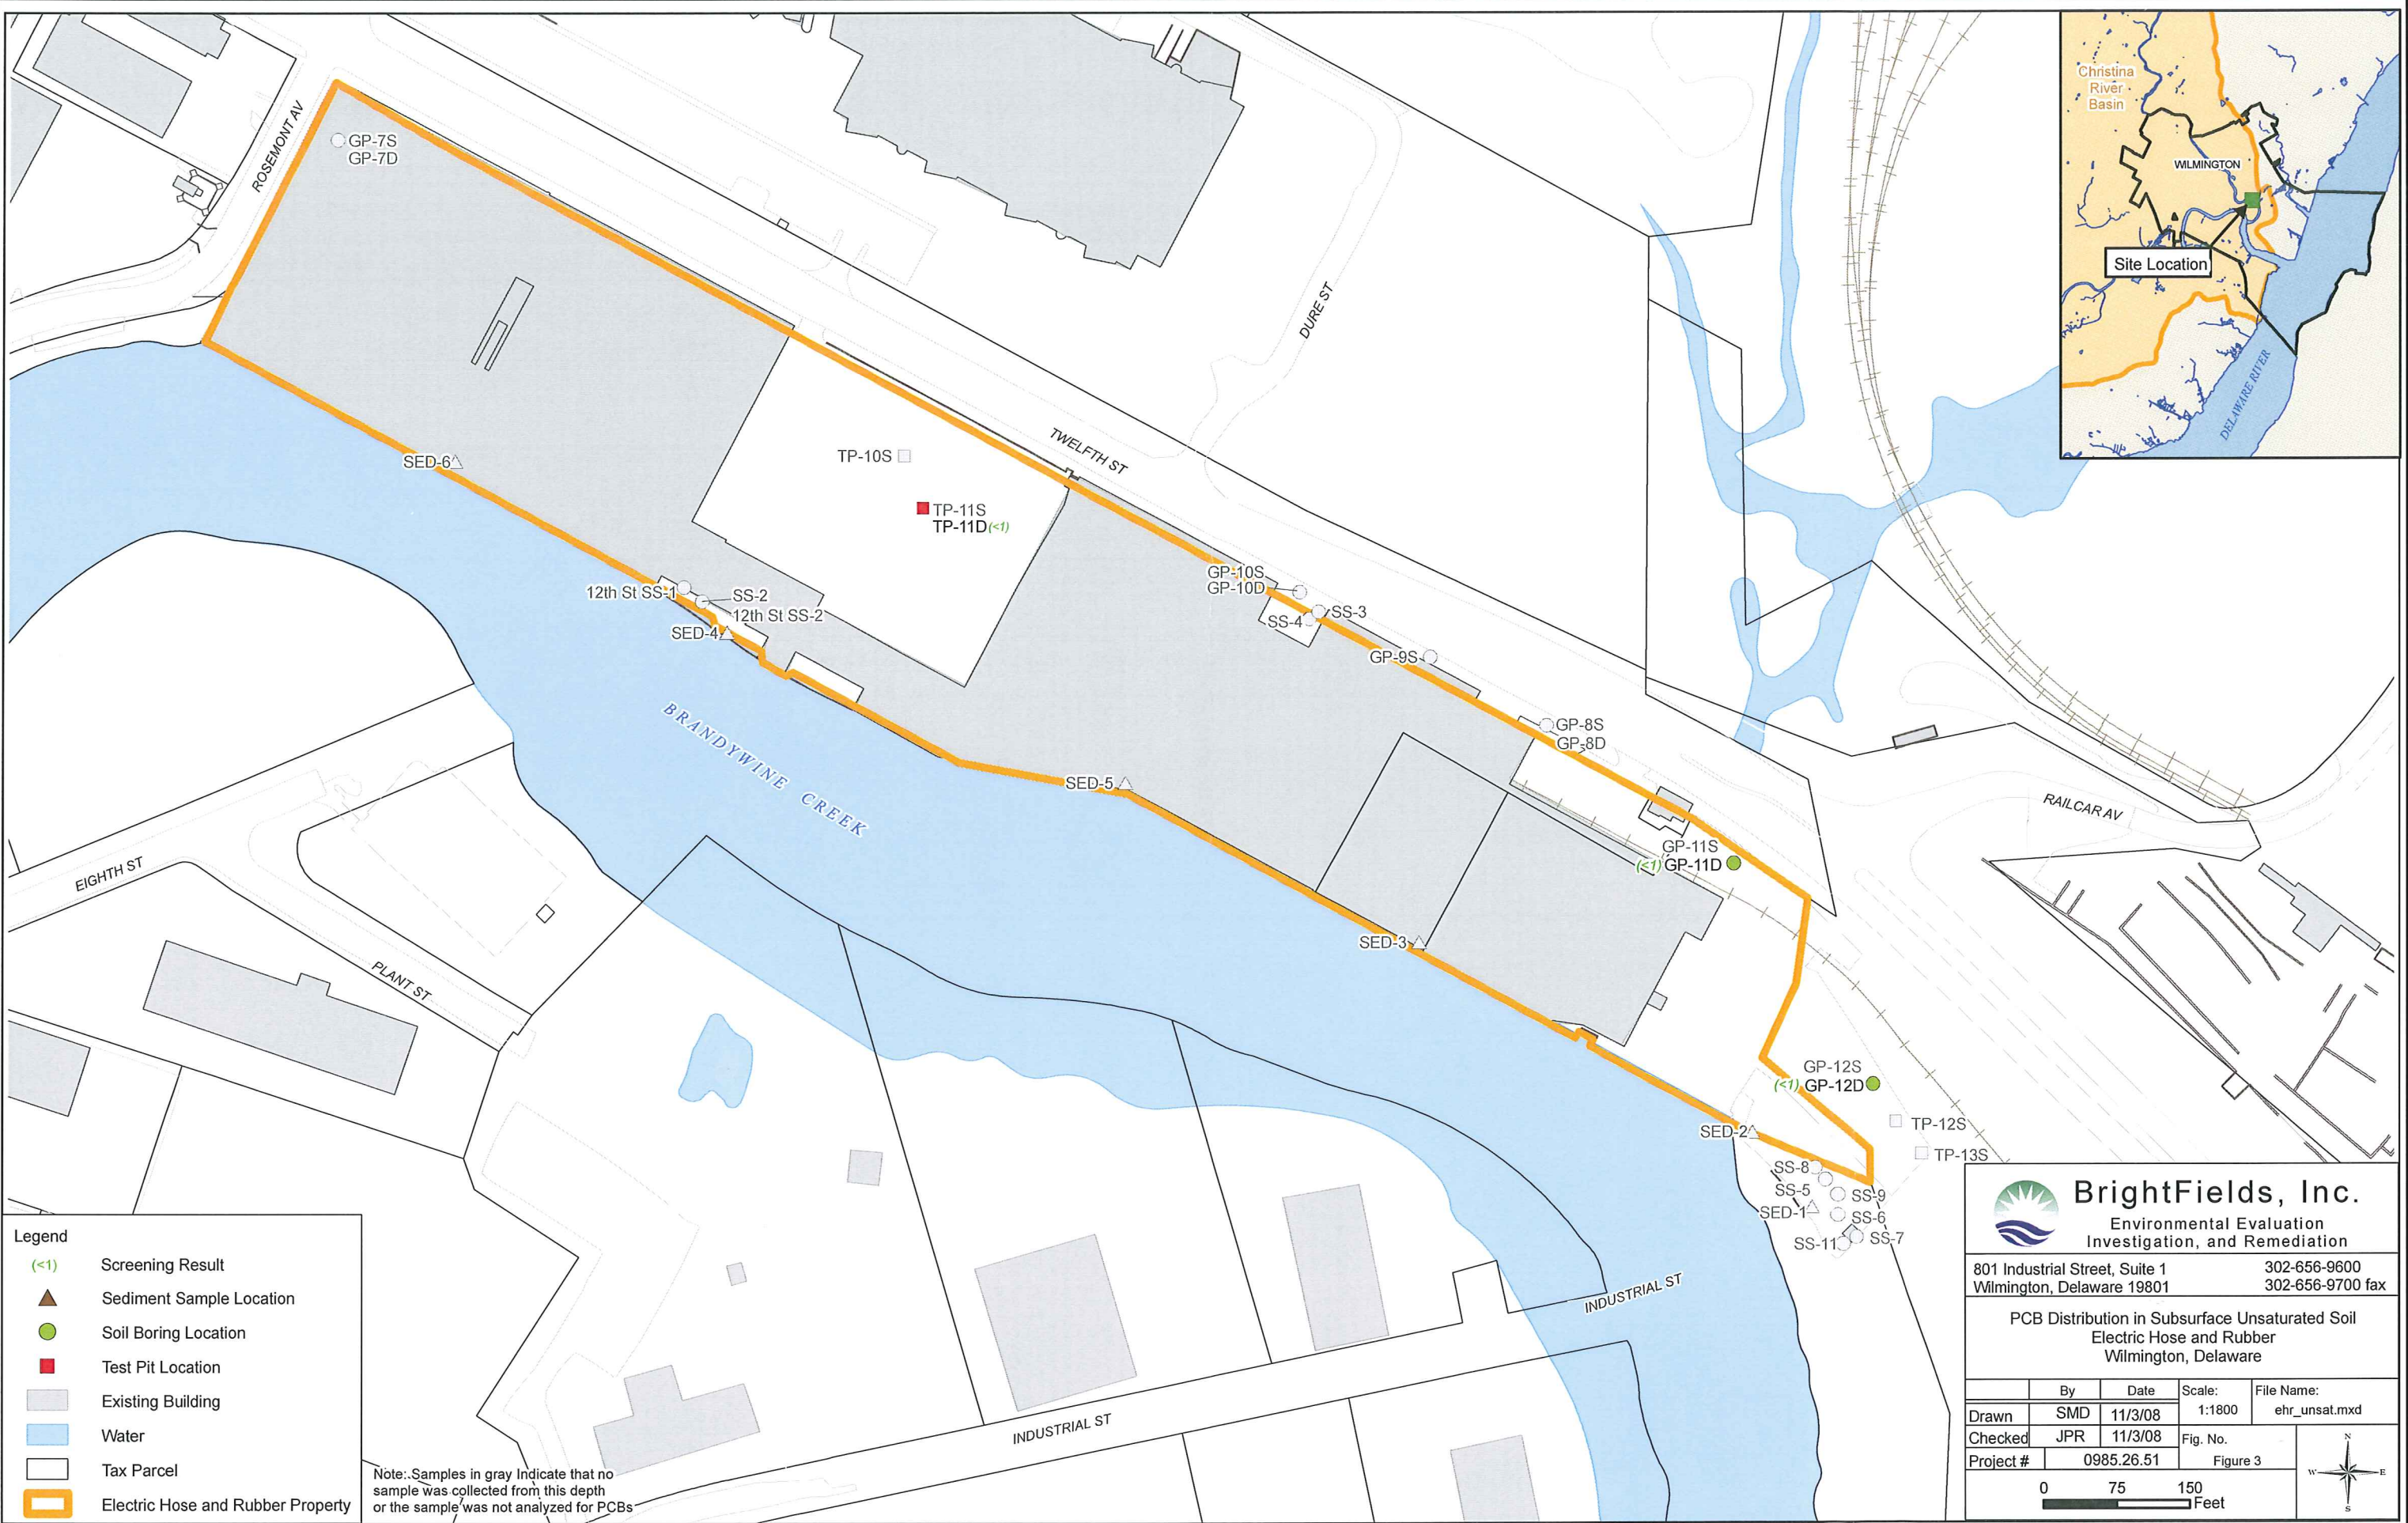 Christina
River
Basin
WILMINGTON
Site Location
DELAWARE RIVER
ROSEMONT AV
GP-7S
GP-7D
DURE ST
TWELFTH ST
SED-6
TP-10S
TP-11S
TP-11D(<1)
12th St SS-1
SS-2
12th St SS-2
SED-4
GP-10S
GP-10D
SS-3
SS-4
GP-9S
GP-8S
GP-8D
BRANDYWINE CREEK
SED-5
RAILCAR AV
GP-11S
(<1) GP-11D
EIGHTH ST
PLANT ST
SED-3
GP-12S
(<1) GP-12D
TP-12S
SED-2
TP-13S
SS-8
SS-5
SS-9
SED-1
SS-6
SS-11
SS-7
INDUSTRIAL ST
INDUSTRIAL ST
Legend
(<1) Screening Result
Sediment Sample Location
Soil Boring Location
Test Pit Location
Existing Building
Water
Tax Parcel
Electric Hose and Rubber Property
Note: Samples in gray Indicate that no
sample was collected from this depth
or the sample was not analyzed for PCBs
BrightFields, Inc.
Environmental Evaluation
Investigation, and Remediation
801 Industrial Street, Suite 1 302-656-9600
Wilmington, Delaware 19801 302-656-9700 fax
PCB Distribution in Subsurface Unsaturated Soil
Electric Hose and Rubber
Wilmington, Delaware
By Date Scale: File Name:
Drawn SMD 11/3/08 1:1800 ehr_unsat.mxd
Checked JPR 11/3/08 Fig. No.
Project # 0985.26.51 Figure 3
0 75 150
Feet
N
W E
S